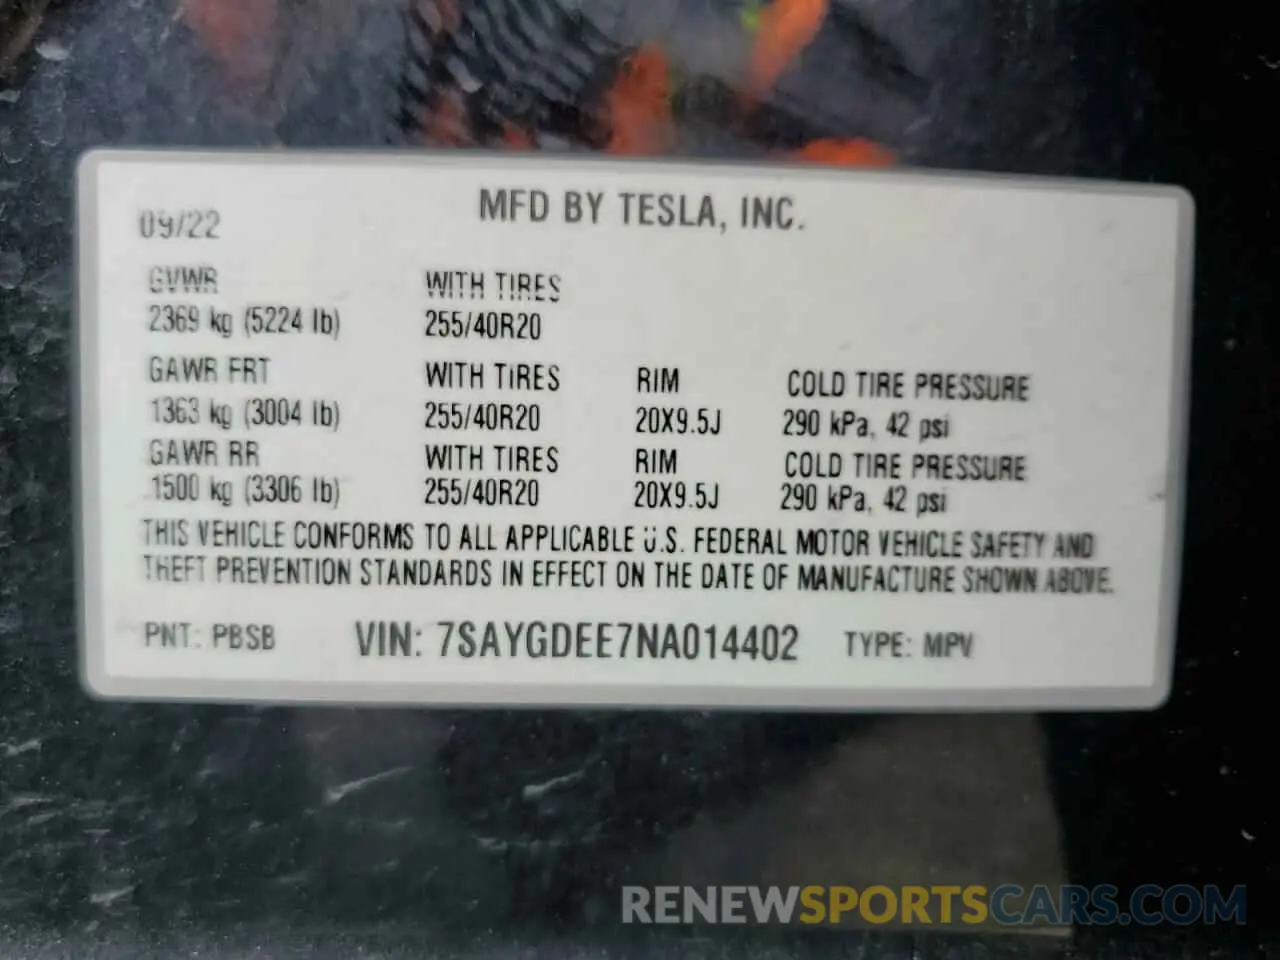 MFD BY TESLA, INC.
09/22
GVWR WITH TIRES
2369 kg (5224 lb) 255/40R20
GAWR FRT WITH TIRES RIM COLD TIRE PRESSURE
1363 kg (3004 lb) 255/40R20 20X9.5J 290 kPa, 42 psi
GAWR RR WITH TIRES RIM COLD TIRE PRESSURE
1500 kg (3306 lb) 255/40R20 20X9.5J 290 kPa, 42 psi
THIS VEHICLE CONFORMS TO ALL APPLICABLE U.S. FEDERAL MOTOR VEHICLE SAFETY AND
THEFT PREVENTION STANDARDS IN EFFECT ON THE DATE OF MANUFACTURE SHOWN ABOVE.
PNT: PBSB VIN: 7SAYGDEE7NA014402 TYPE: MPV
RENEWSPORTSCARS.COM